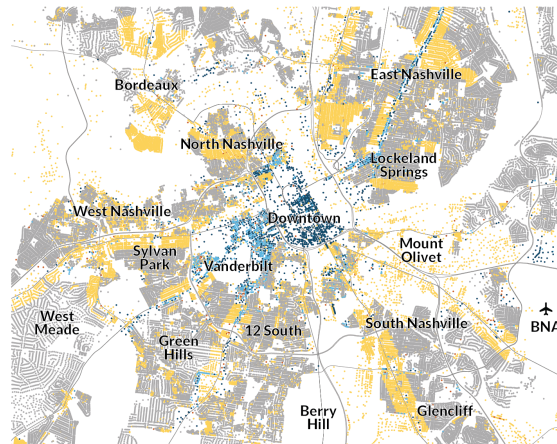 East Nashville
Bordeaux
North Nashville
Lockeland
Springs
West Nashville
Downtown
Sylvan
Park
Vanderbilt
Mount
Olivet
West
Meade
12 South
South Nashville
BNA
Green
Hills
Berry
Hill
Glencliff